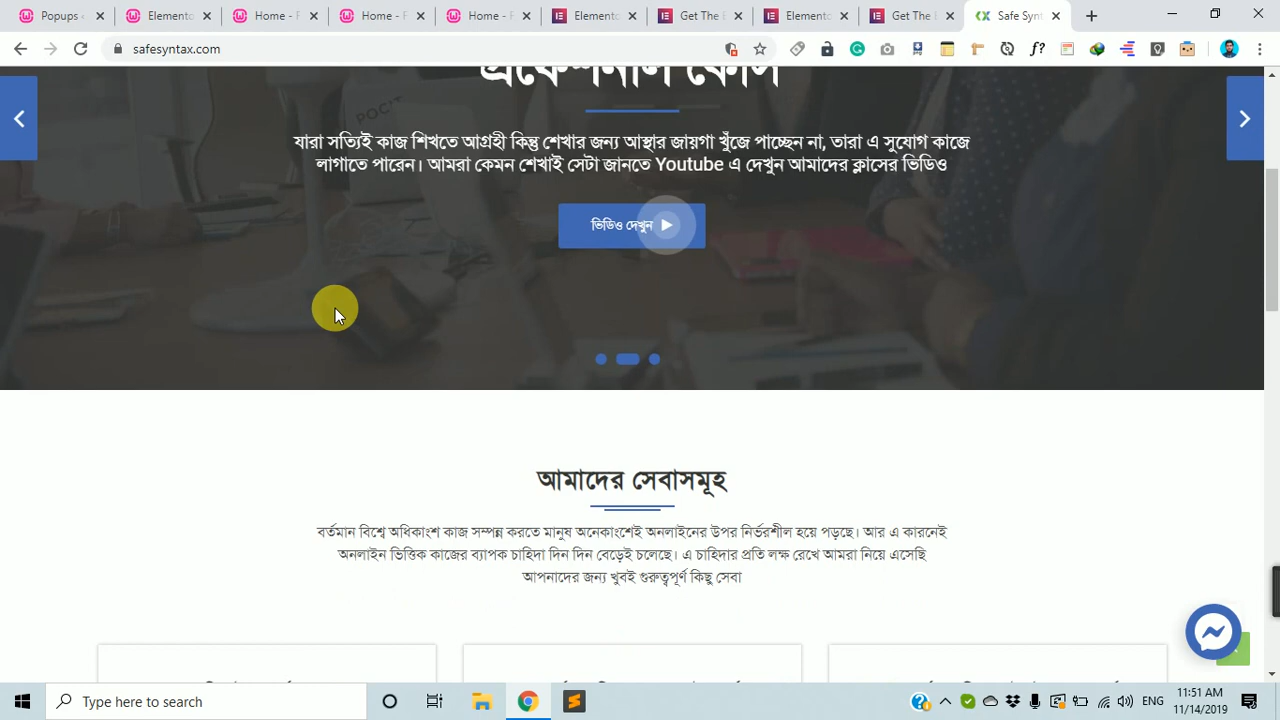 Popup
Elemento
Home - F
Home - F
Home - F
Elemento
Get The E
Elemento
Get The E
Safe Synt
safesyntax.com
f?
প্রফেশনাল কোর্স
যারা সত্যিই কাজ শিখতে আগ্রহী কিন্তু শেখার জন্য আস্থার জায়গা খুঁজে পাচ্ছেন না, তারা এ সুযোগ কাজে
লাগাতে পারেন। আমরা কেমন শেখাই সেটা জানতে Youtube এ দেখুন আমাদের ক্লাসের ভিডিও
ভিডিও দেখুন
আমাদের সেবাসমূহ
বর্তমান বিশ্বে অধিকাংশ কাজ সম্পন্ন করতে মানুষ অনেকাংশেই অনলাইনের উপর নির্ভরশীল হয়ে পড়ছে। আর এ কারনেই
অনলাইন ভিত্তিক কাজের ব্যাপক চাহিদা দিন দিন বেড়েই চলেছে। এ চাহিদার প্রতি লক্ষ রেখে আমরা নিয়ে এসেছি
আপনাদের জন্য খুবই গুরুত্বপূর্ণ কিছু সেবা
Type here to search
ENG
11:51 AM
11/14/2019